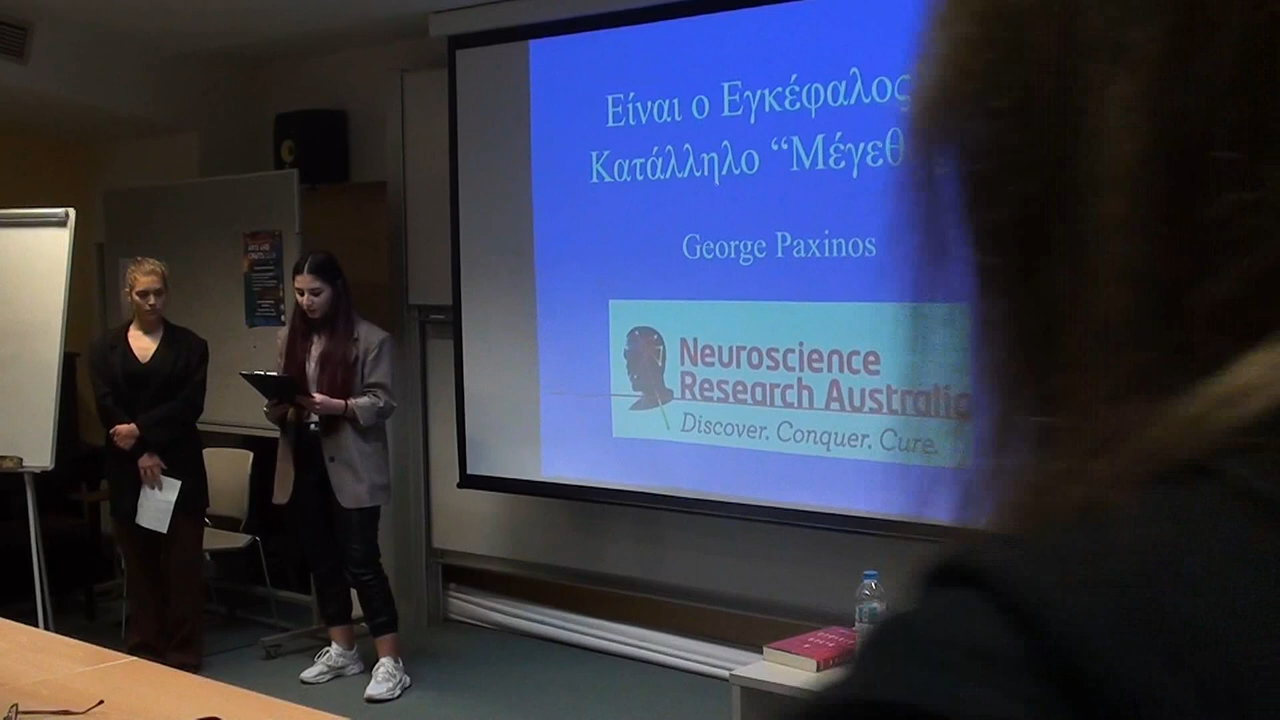 Είναι ο Εγκέφαλος
Κατάλληλο “Μέγεθ
George Paxinos
Neuroscience
Research Australia
Discover. Conquer. Cure.